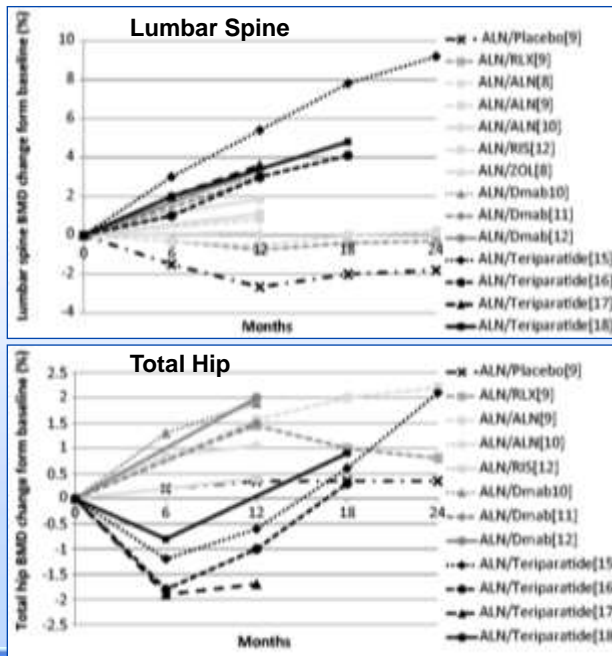 Lumbar Spine
Lumbar spine BMD change form baseline (%)
10
8
6
4
2
0
-2
-4
0
6
12
18
24
Months
ALN/Placebo[9]
ALN/RLX[9]
ALN/ALN[8]
ALN/ALN[9]
ALN/ALN[10]
ALN/RIS[12]
ALN/ZOL[8]
ALN/Dmab10]
ALN/Dmab[11]
ALN/Dmab[12]
ALN/Teriparatide[15]
ALN/Teriparatide[16]
ALN/Teriparatide[17]
ALN/Teriparatide[18]
Total Hip
Total hip BMD change form baseline (%)
2.5
2
1.5
1
0.5
0
-0.5
-1
-1.5
-2
-2.5
0
6
12
18
24
Months
ALN/Placebo[9]
ALN/RLX[9]
ALN/ALN[9]
ALN/ALN[10]
ALN/RIS[12]
ALN/Dmab10]
ALN/Dmab[11]
ALN/Dmab[12]
ALN/Teriparatide[15
ALN/Teriparatide[16
ALN/Teriparatide[17
ALN/Teriparatide[18